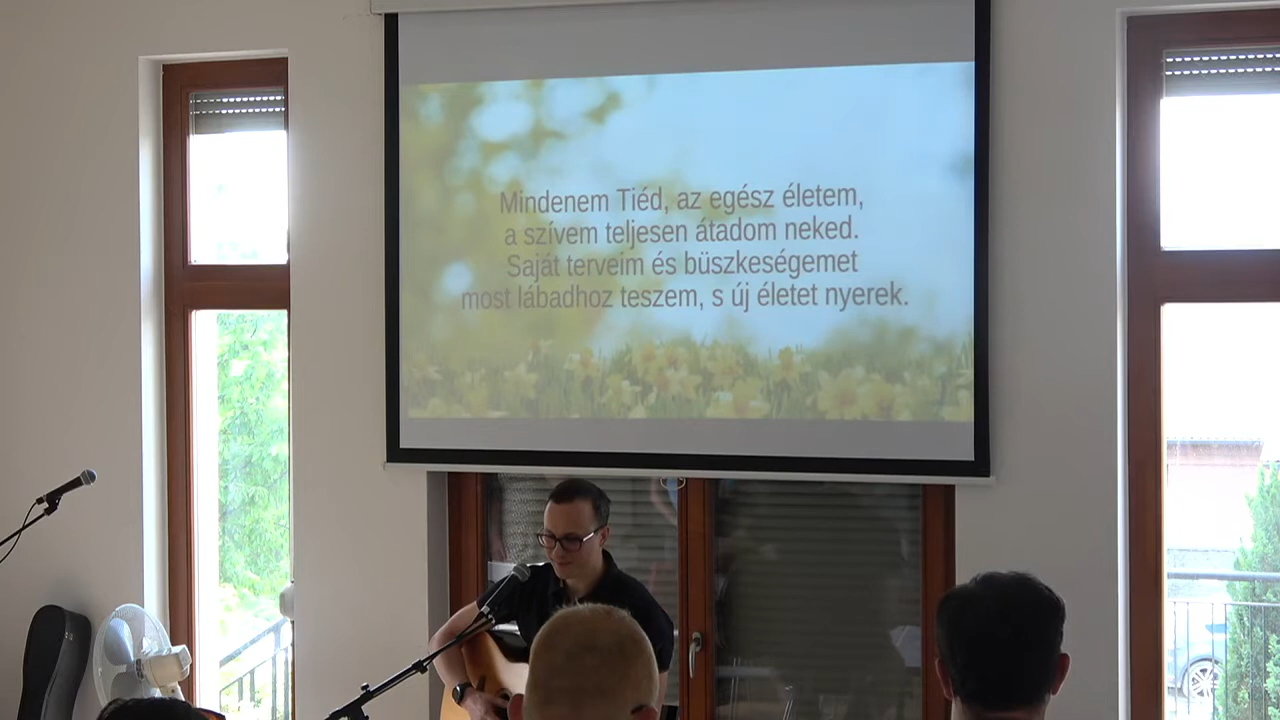 Mindenem Tiéd, az egész életem,
a szívem teljesen átadom neked.
Saját terveim és büszkeségemet
most lábadhoz teszem, s új életet nyerek.